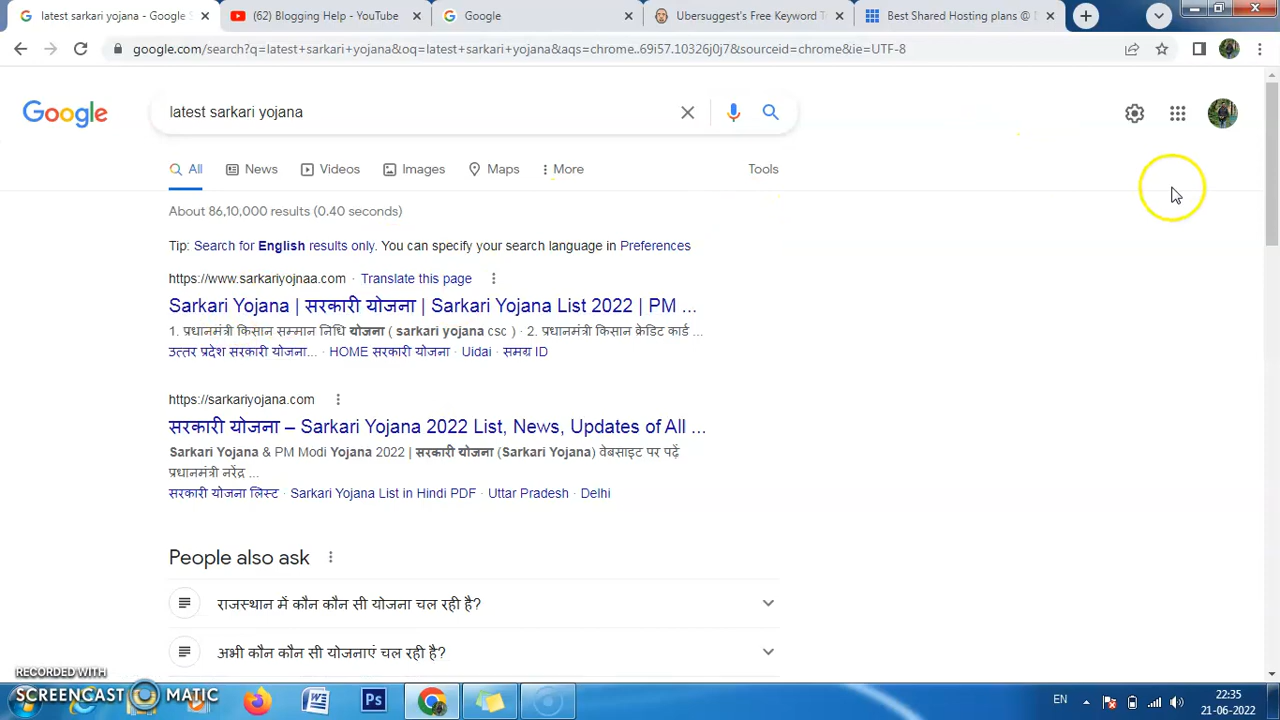 latest sarkari yojana - Google S
(62) Blogging Help - YouTube
Google
Ubersuggest's Free Keyword T
Best Shared Hosting plans @
google.com/search?q=latest+sarkari+yojana&oq=latest+sarkari+yojana&aqs=chrome..69i57.10326j0j7&sourceid=chrome&ie=UTF-8
Google
latest sarkari yojana
All
News
Videos
Images
Maps
More
Tools
About 86,10,000 results (0.40 seconds)
Tip: Search for English results only. You can specify your search language in Preferences
https://www.sarkariyojnaa.com · Translate this page
Sarkari Yojana | सरकारी योजना | Sarkari Yojana List 2022 | PM ...
1. प्रधानमंत्री किसान सम्मान निधि योजना ( sarkari yojana csc ) · 2. प्रधानमंत्री किसान क्रेडिट कार्ड ...
उत्तर प्रदेश सरकारी योजना... · HOME सरकारी योजना · Uidai · समग्र ID
https://sarkariyojana.com
सरकारी योजना – Sarkari Yojana 2022 List, News, Updates of All ...
Sarkari Yojana & PM Modi Yojana 2022 | सरकारी योजना (Sarkari Yojana) वेबसाइट पर पढ़ें
प्रधानमंत्री नरेंद्र ...
सरकारी योजना लिस्ट · Sarkari Yojana List in Hindi PDF · Uttar Pradesh · Delhi
People also ask
राजस्थान में कौन कौन सी योजना चल रही है?
अभी कौन कौन सी योजनाएं चल रही है?
RECORDED WITH
SCREENCAST MATIC
W
Ps
EN
22:35
21-06-2022